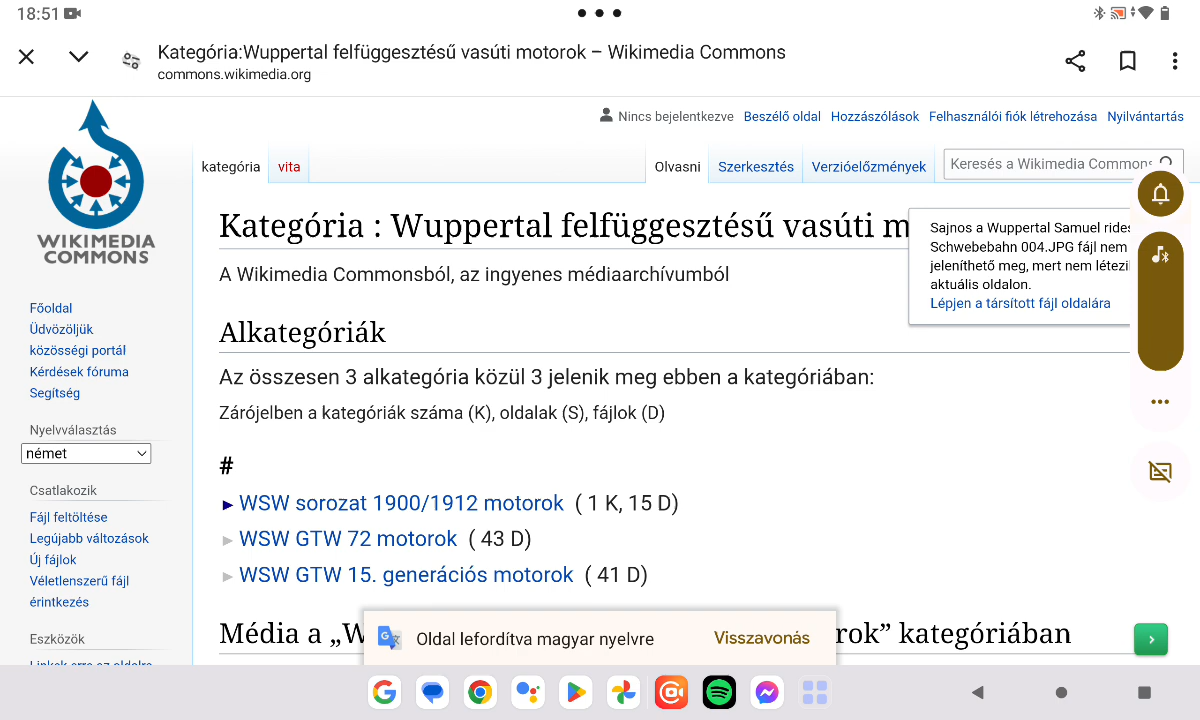 18:51
Kategória:Wuppertal felfüggesztésű vasúti motorok – Wikimedia Commons
commons.wikimedia.org
Nincs bejelentkezve Beszélő oldal Hozzászólások Felhasználói fiók létrehozása Nyilvántartás
kategória vita Olvasni Szerkesztés Verzióelőzmények Keresés a Wikimedia Commons
WIKIMEDIA
COMMONS
Kategória : Wuppertal felfüggesztésű vasúti m
Sajnos a Wuppertal Samuel rides
Schwebebahn 004.JPG fájl nem
jeleníthető meg, mert nem létezi
aktuális oldalon.
Lépjen a társított fájl oldalára
A Wikimedia Commonsból, az ingyenes médiaarchívumból
Főoldal
Üdvözöljük
közösségi portál
Kérdések fóruma
Segítség
Nyelvválasztás
német
Csatlakozik
Fájl feltöltése
Legújabb változások
Új fájlok
Véletlenszerű fájl
érintkezés
Eszközök
Linkek erre az oldalra
Alkategóriák
Az összesen 3 alkategória közül 3 jelenik meg ebben a kategóriában:
Zárójelben a kategóriák száma (K), oldalak (S), fájlok (D)
#
► WSW sorozat 1900/1912 motorok ( 1 K, 15 D)
► WSW GTW 72 motorok ( 43 D)
► WSW GTW 15. generációs motorok ( 41 D)
Média a „W rok” kategóriában
Oldal lefordítva magyar nyelvre Visszavonás